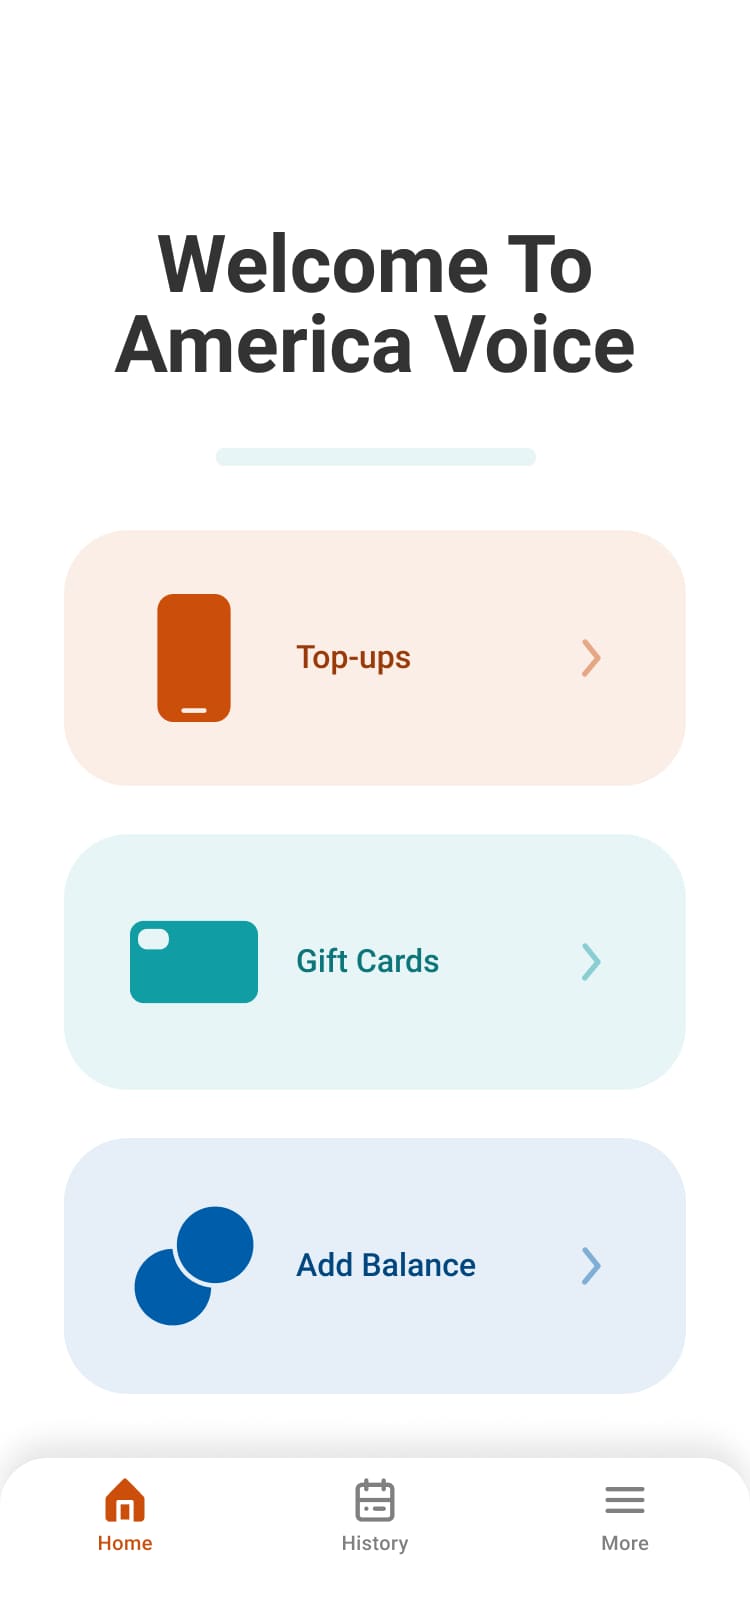 Welcome To
America Voice
Top-ups
Gift Cards
Add Balance
Home
History
More